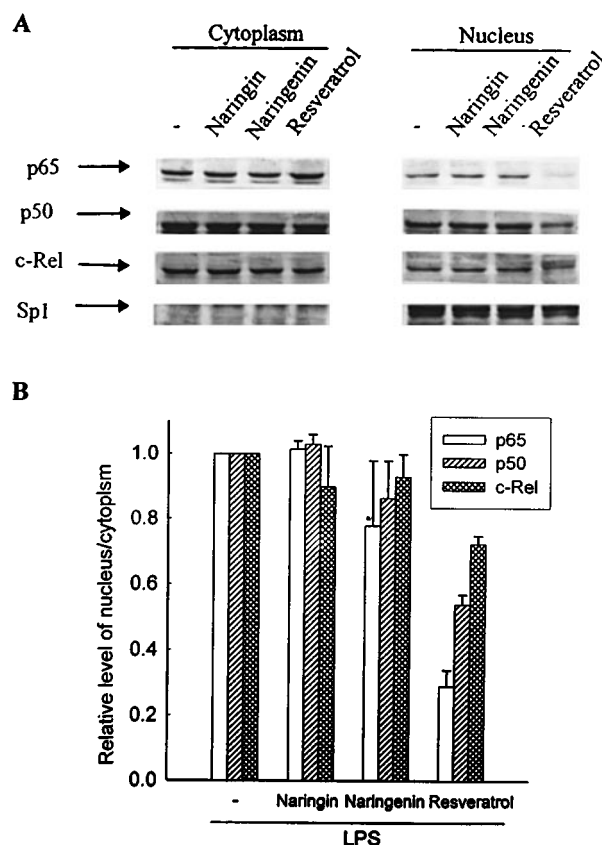 A
Cytoplasm
Nucleus
- Naringin Naringenin Resveratrol
- Naringin Naringenin Resveratrol
p65
p50
c-Rel
Sp1
B
Relative level of nucleus/cytoplsm
1.0
0.8
0.6
0.4
0.2
0.0
p65
p50
c-Rel
- Naringin Naringenin Resveratrol
LPS